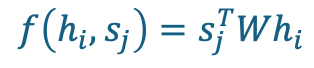 f(h_i, s_j) = s_j^T W h_i